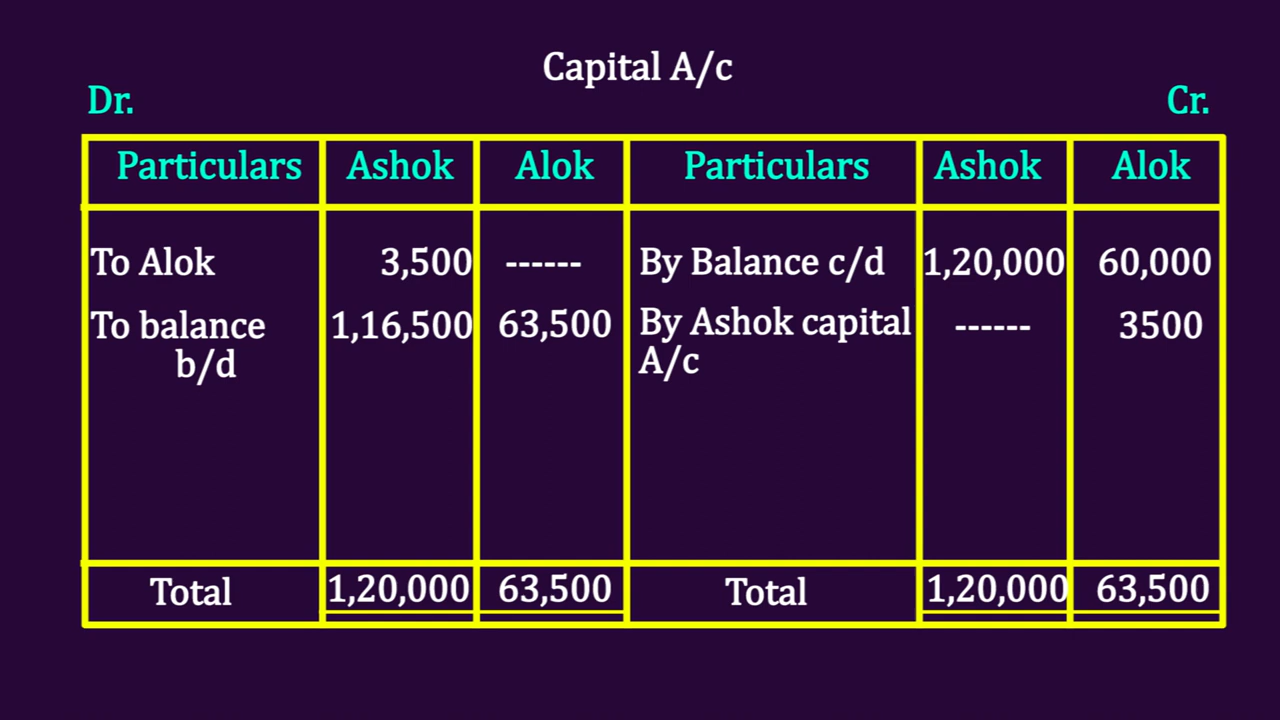 Capital A/c
Dr.
Cr.
Particulars Ashok Alok Particulars Ashok Alok
To Alok 3,500 ------ By Balance c/d 1,20,000 60,000
To balance 1,16,500 63,500 By Ashok capital ------ 3500
b/d A/c
Total 1,20,000 63,500 Total 1,20,000 63,500